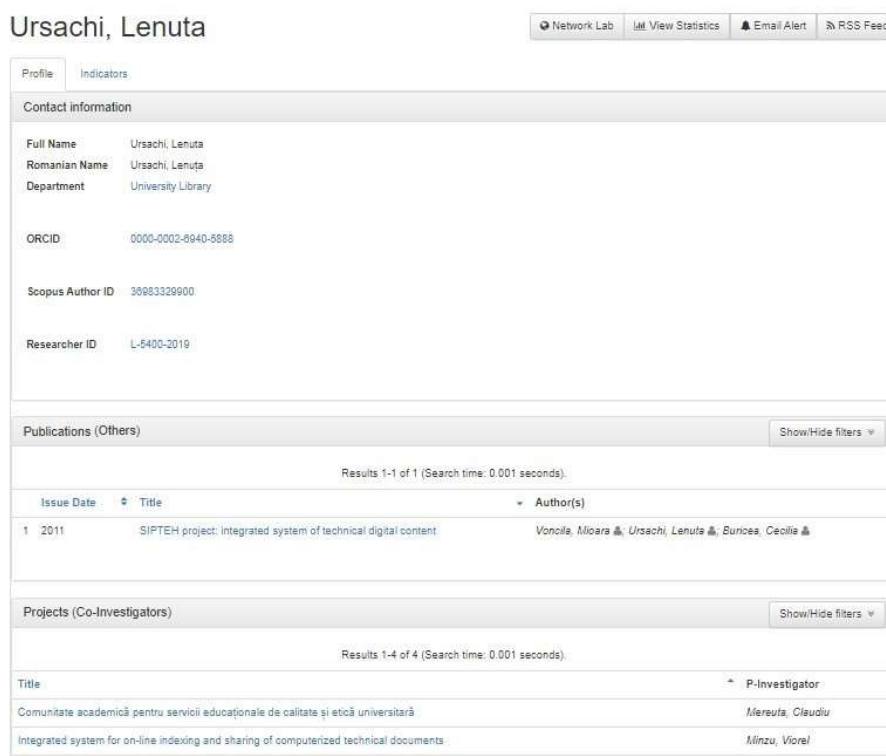 Ursachi, Lenuta
Network Lab View Statistics Email Alert RSS Feed
Profile Indicators
Contact information
Full Name Ursachi, Lenuta
Romanian Name Ursachi, Lenuța
Department University Library
ORCID 0000-0002-6940-5888
Scopus Author ID 36983329900
Researcher ID L-5400-2019
Publications (Others) Show/Hide filters
Results 1-1 of 1 (Search time: 0.001 seconds).
Issue Date Title Author(s)
1 2011 SIPTEH project: integrated system of technical digital content Voncila, Mioara; Ursachi, Lenuta; Buricea, Cecilia
Projects (Co-Investigators) Show/Hide filters
Results 1-4 of 4 (Search time: 0.001 seconds).
Title P-Investigator
Comunitate academică pentru servicii educaționale de calitate și etică universitară Mereuta, Claudiu
Integrated system for on-line indexing and sharing of computerized technical documents Minzu, Viorel